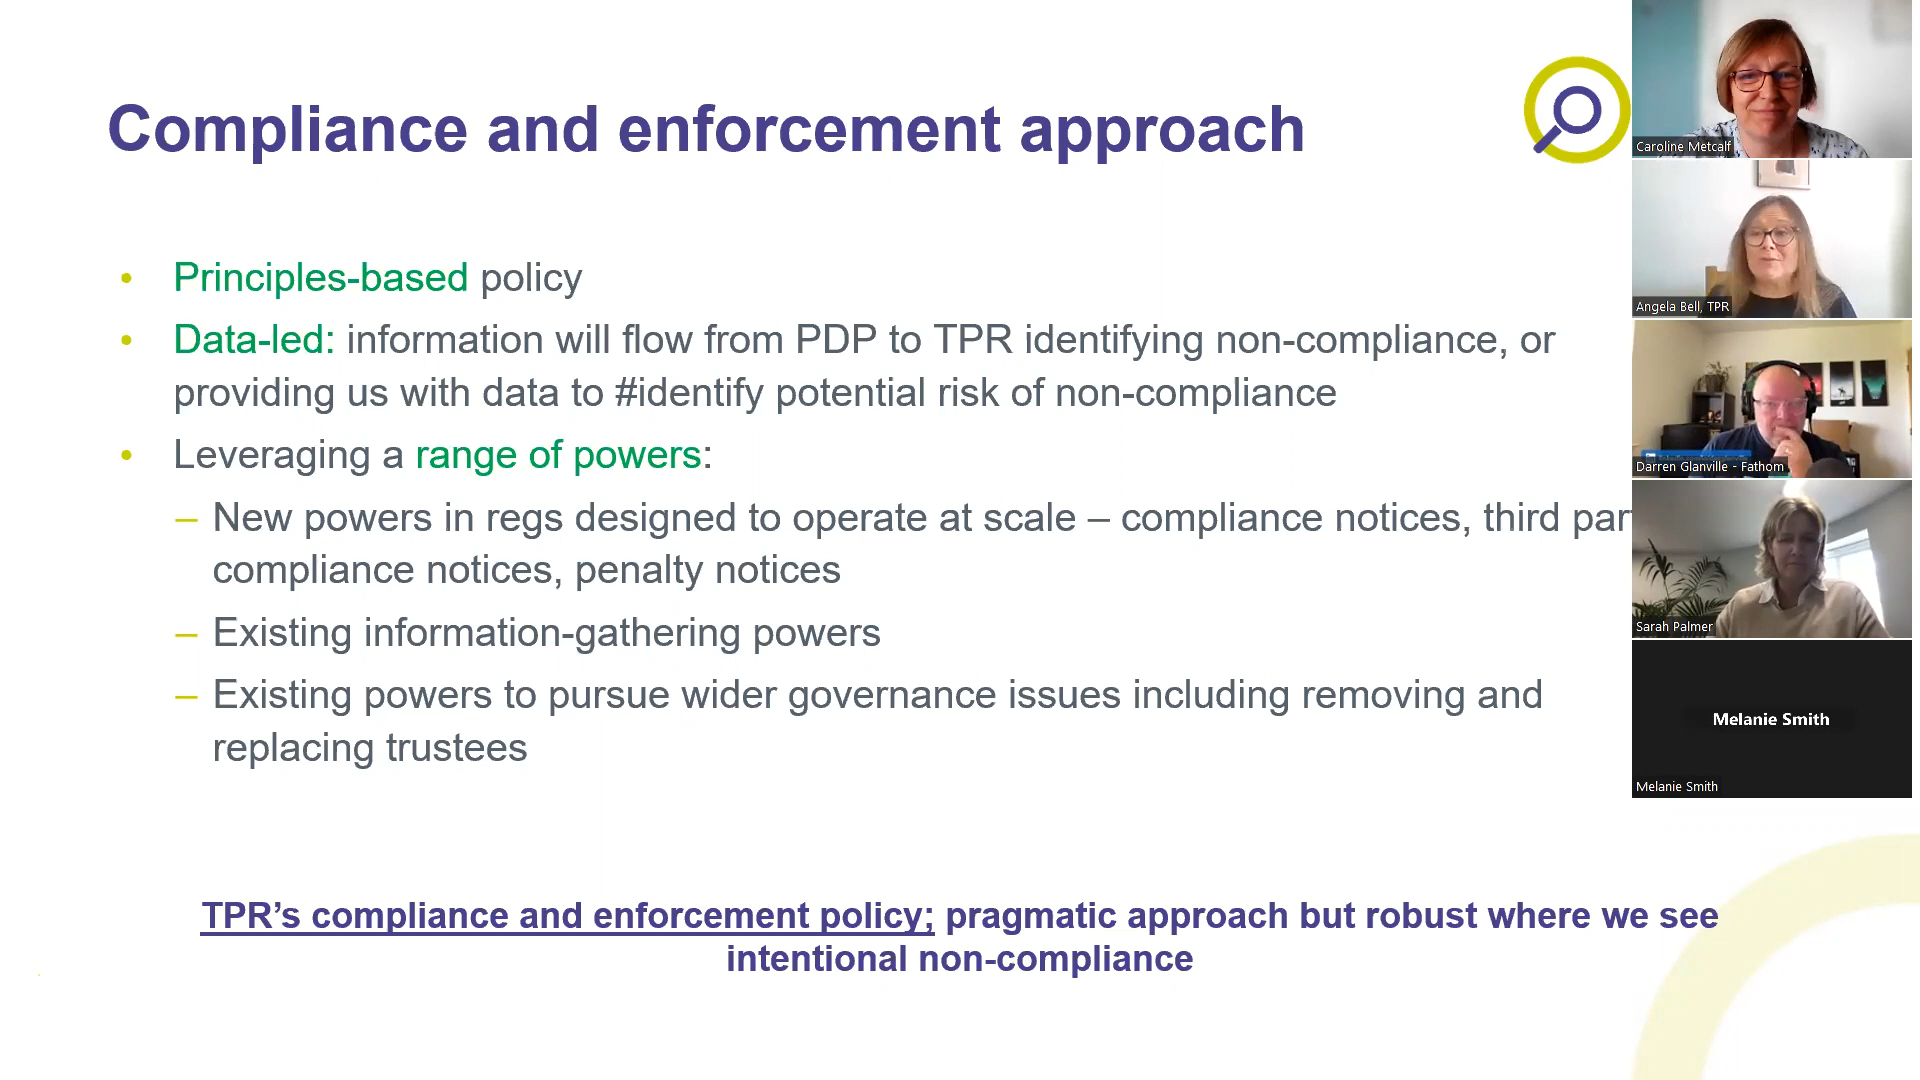 Compliance and enforcement approach
• Principles-based policy
• Data-led: information will flow from PDP to TPR identifying non-compliance, or
providing us with data to #identify potential risk of non-compliance
• Leveraging a range of powers:
– New powers in regs designed to operate at scale – compliance notices, third par
compliance notices, penalty notices
– Existing information-gathering powers
– Existing powers to pursue wider governance issues including removing and
replacing trustees
TPR’s compliance and enforcement policy; pragmatic approach but robust where we see
intentional non-compliance
Caroline Metcalf
Angela Bell, TPR
Darren Glanville - Fathom
Sarah Palmer
Melanie Smith
Melanie Smith